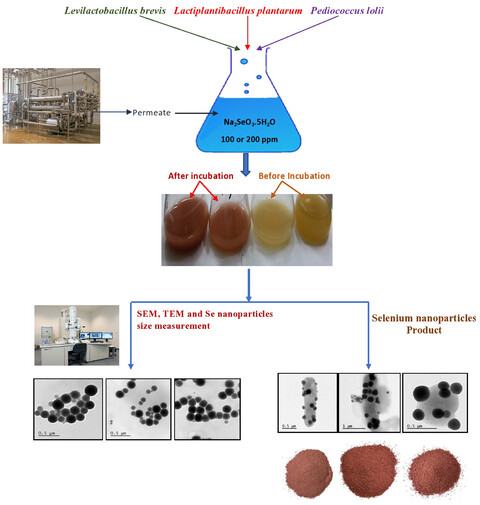 Levilactobacillus brevis Lactiplantibacillus plantarum Pediococcus lolii
Permeate
Na₂SeO₃.5H₂O
100 or 200 ppm
After incubation Before Incubation
SEM, TEM and Se nanoparticles
size measurement
Selenium nanoparticles
Product
0.5 µm
0.5 µm
0.5 µm
0.5 µm
1 µm
0.5 µm